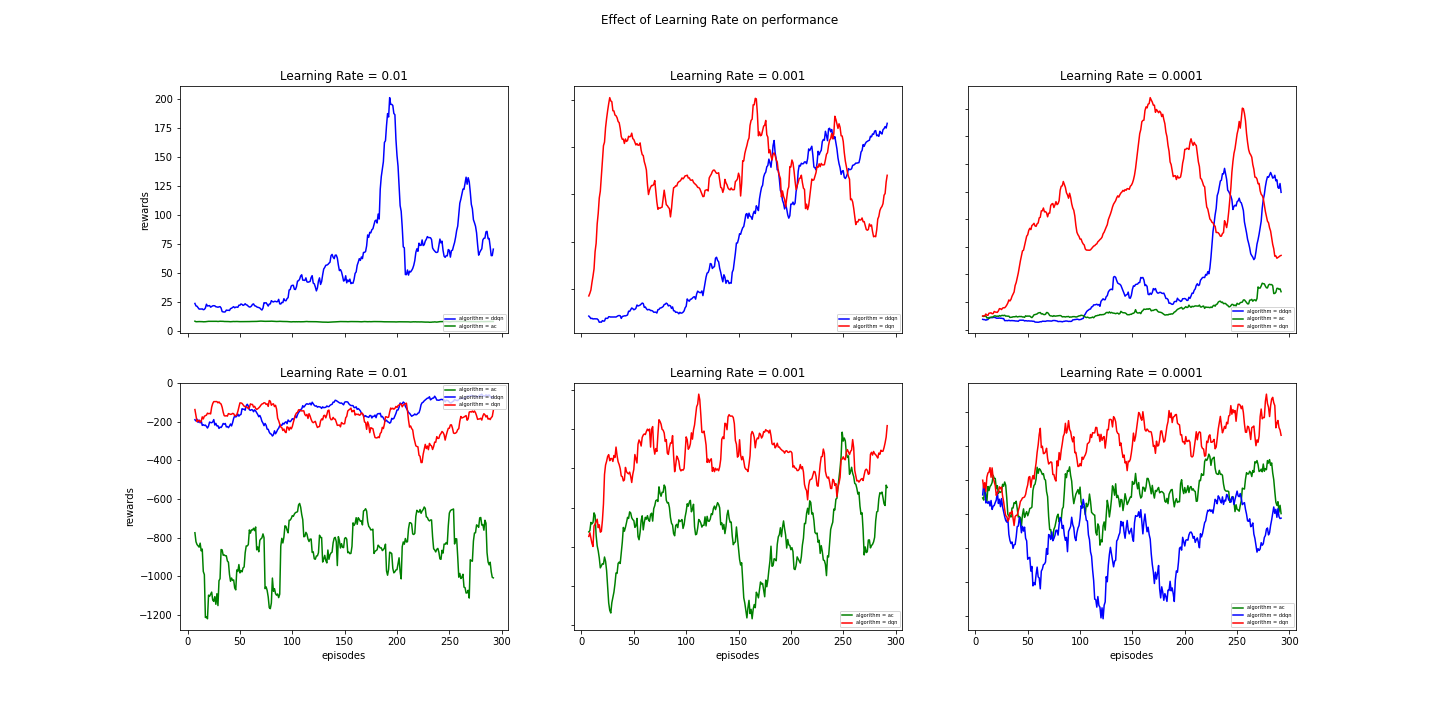 Effect of Learning Rate on performance
Learning Rate = 0.01
Learning Rate = 0.001
Learning Rate = 0.0001
200
175
150
125
100
75
50
25
0
rewards
algorithm = ddqn
algorithm = ac
algorithm = ddqn
algorithm = dqn
algorithm = ddqn
algorithm = ac
algorithm = dqn
Learning Rate = 0.01
Learning Rate = 0.001
Learning Rate = 0.0001
0
−200
−400
−600
−800
−1000
−1200
rewards
algorithm = ac
algorithm = ddqn
algorithm = dqn
algorithm = ac
algorithm = dqn
algorithm = ac
algorithm = ddqn
algorithm = dqn
0 50 100 150 200 250 300
0 50 100 150 200 250 300
0 50 100 150 200 250 300
episodes
episodes
episodes